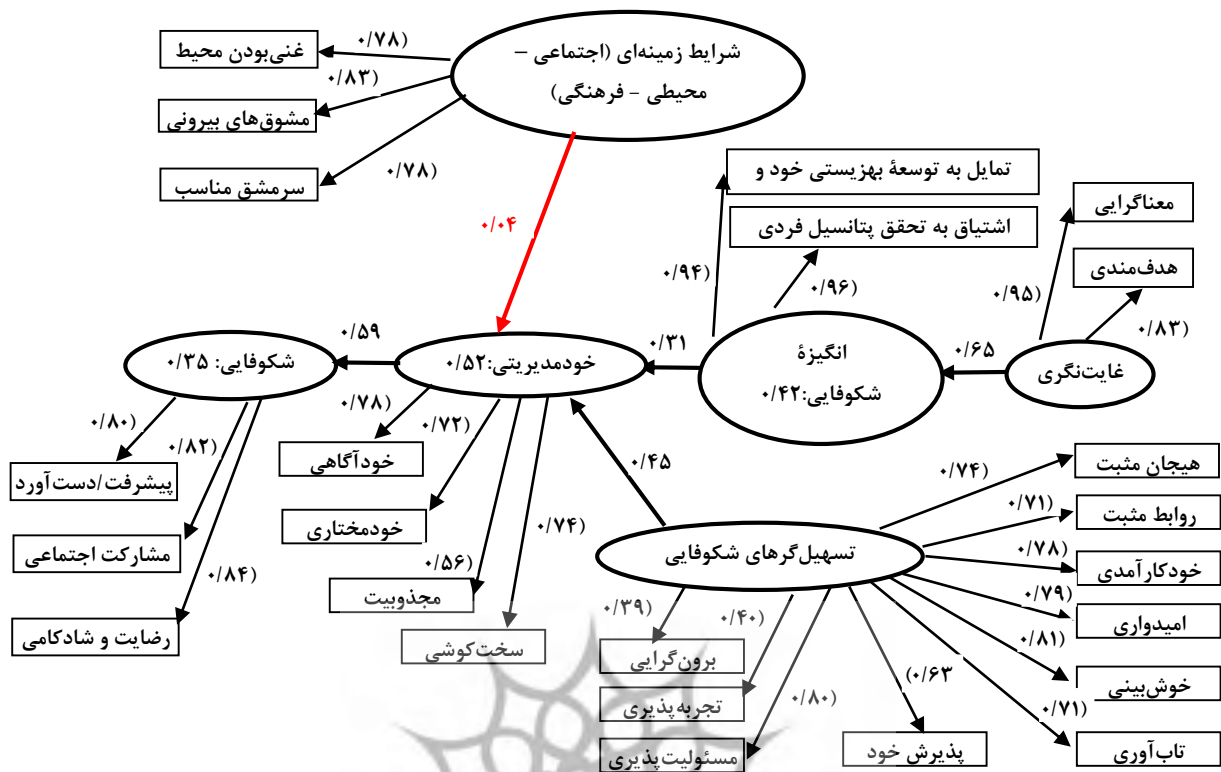 شرایط زمینه‌ای (اجتماعی –
محیطی – فرهنگی)
۰/۷۸)
غنی‌بودن محیط
۰/۸۳)
مشوق‌های بیرونی
۰/۷۸)
سرمشق مناسب
۰/۰۴
تمایل به توسعهٔ بهزیستی خود و
اشتیاق به تحقق پتانسیل فردی
۰/۹۴)
۰/۹۶)
معناگرایی
هدف‌مندی
۰/۹۵)
۰/۸۳)
غایت‌نگری
۰/۶۵
انگیزهٔ
شکوفایی:۰/۴۲
۰/۳۱
خودمدیریتی:۰/۵۲
۰/۵۹
شکوفایی: ۰/۳۵
۰/۷۸)
خودآگاهی
۰/۷۲)
خودمختاری
۰/۵۶)
مجذوبیت
۰/۷۴)
سخت‌کوشی
۰/۸۰)
پیشرفت/دست‌آورد
۰/۸۲)
مشارکت اجتماعی
۰/۸۴)
رضایت و شادکامی
۰/۴۵
تسهیل‌گرهای شکوفایی
۰/۷۴)
هیجان مثبت
۰/۷۱)
روابط مثبت
۰/۷۸)
خودکارآمدی
۰/۷۹)
امیدواری
۰/۸۱)
خوش‌بینی
۰/۷۱)
تاب‌آوری
۰/۶۳)
پذیرش خود
۰/۸۰)
مسئولیت‌پذیری
۰/۴۰)
تجربه‌پذیری
۰/۳۹)
برون‌گرایی